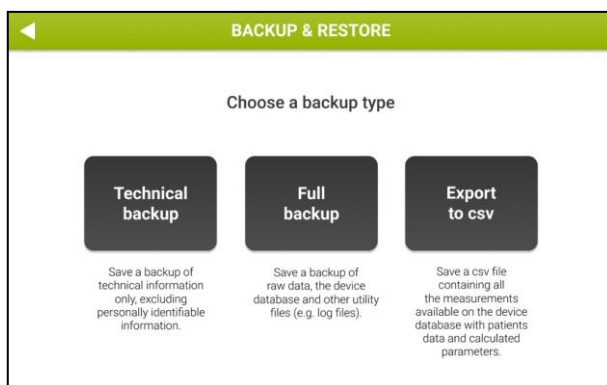 BACKUP & RESTORE
Choose a backup type
Technical
backup
Full
backup
Export
to csv
Save a backup of
technical information
only, excluding
personally identifiable
information.
Save a backup of
raw data, the device
database and other utility
files (e.g. log files).
Save a csv file
containing all
the measurements
available on the device
database with patients
data and calculated
parameters.